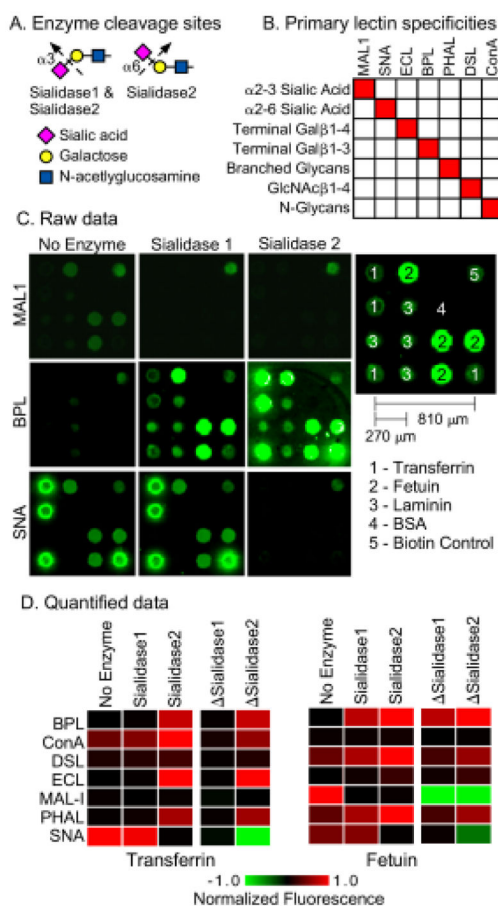 A. Enzyme cleavage sites
α3
α6
Sialidase1 &
Sialidase2
Sialidase2
Sialic acid
Galactose
N-acetlyglucosamine
B. Primary lectin specificities
MAL1
SNA
ECL
BPL
PHAL
DSL
ConA
α2-3 Sialic Acid
α2-6 Sialic Acid
Terminal Galβ1-4
Terminal Galβ1-3
Branched Glycans
GlcNAcβ1-4
N-Glycans
C. Raw data
No Enzyme
Sialidase 1
Sialidase 2
MAL1
BPL
SNA
1 2 5
1 3 4
3 3 2 2
1 3 2 1
810 μm
270 μm
1 - Transferrin
2 - Fetuin
3 - Laminin
4 - BSA
5 - Biotin Control
D. Quantified data
No Enzyme
Sialidase1
Sialidase2
ΔSialidase1
ΔSialidase2
No Enzyme
Sialidase1
Sialidase2
ΔSialidase1
ΔSialidase2
BPL
ConA
DSL
ECL
MAL-I
PHAL
SNA
Transferrin
Fetuin
-1.0
1.0
Normalized Fluorescence